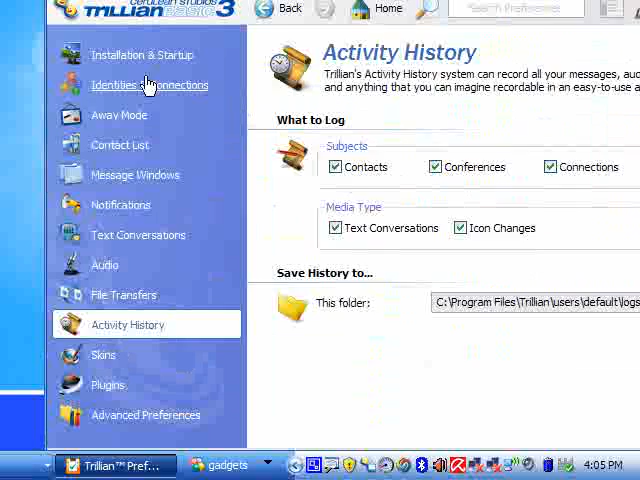 cerulean studios
TRILLIAN BASIC 3
Back
Home
Search Preferences
Installation & Startup
Identities & Connections
Away Mode
Contact List
Message Windows
Notifications
Text Conversations
Audio
File Transfers
Activity History
Skins
Plugins
Advanced Preferences
Activity History
Trillian's Activity History system can record all your messages, au
and anything that you can imagine recordable in an easy-to-use a
What to Log
Subjects
Contacts
Conferences
Connections
Media Type
Text Conversations
Icon Changes
Save History to...
This folder:
C:\Program Files\Trillian\users\default\logs
Trillian™ Pref...
gadgets
4:05 PM